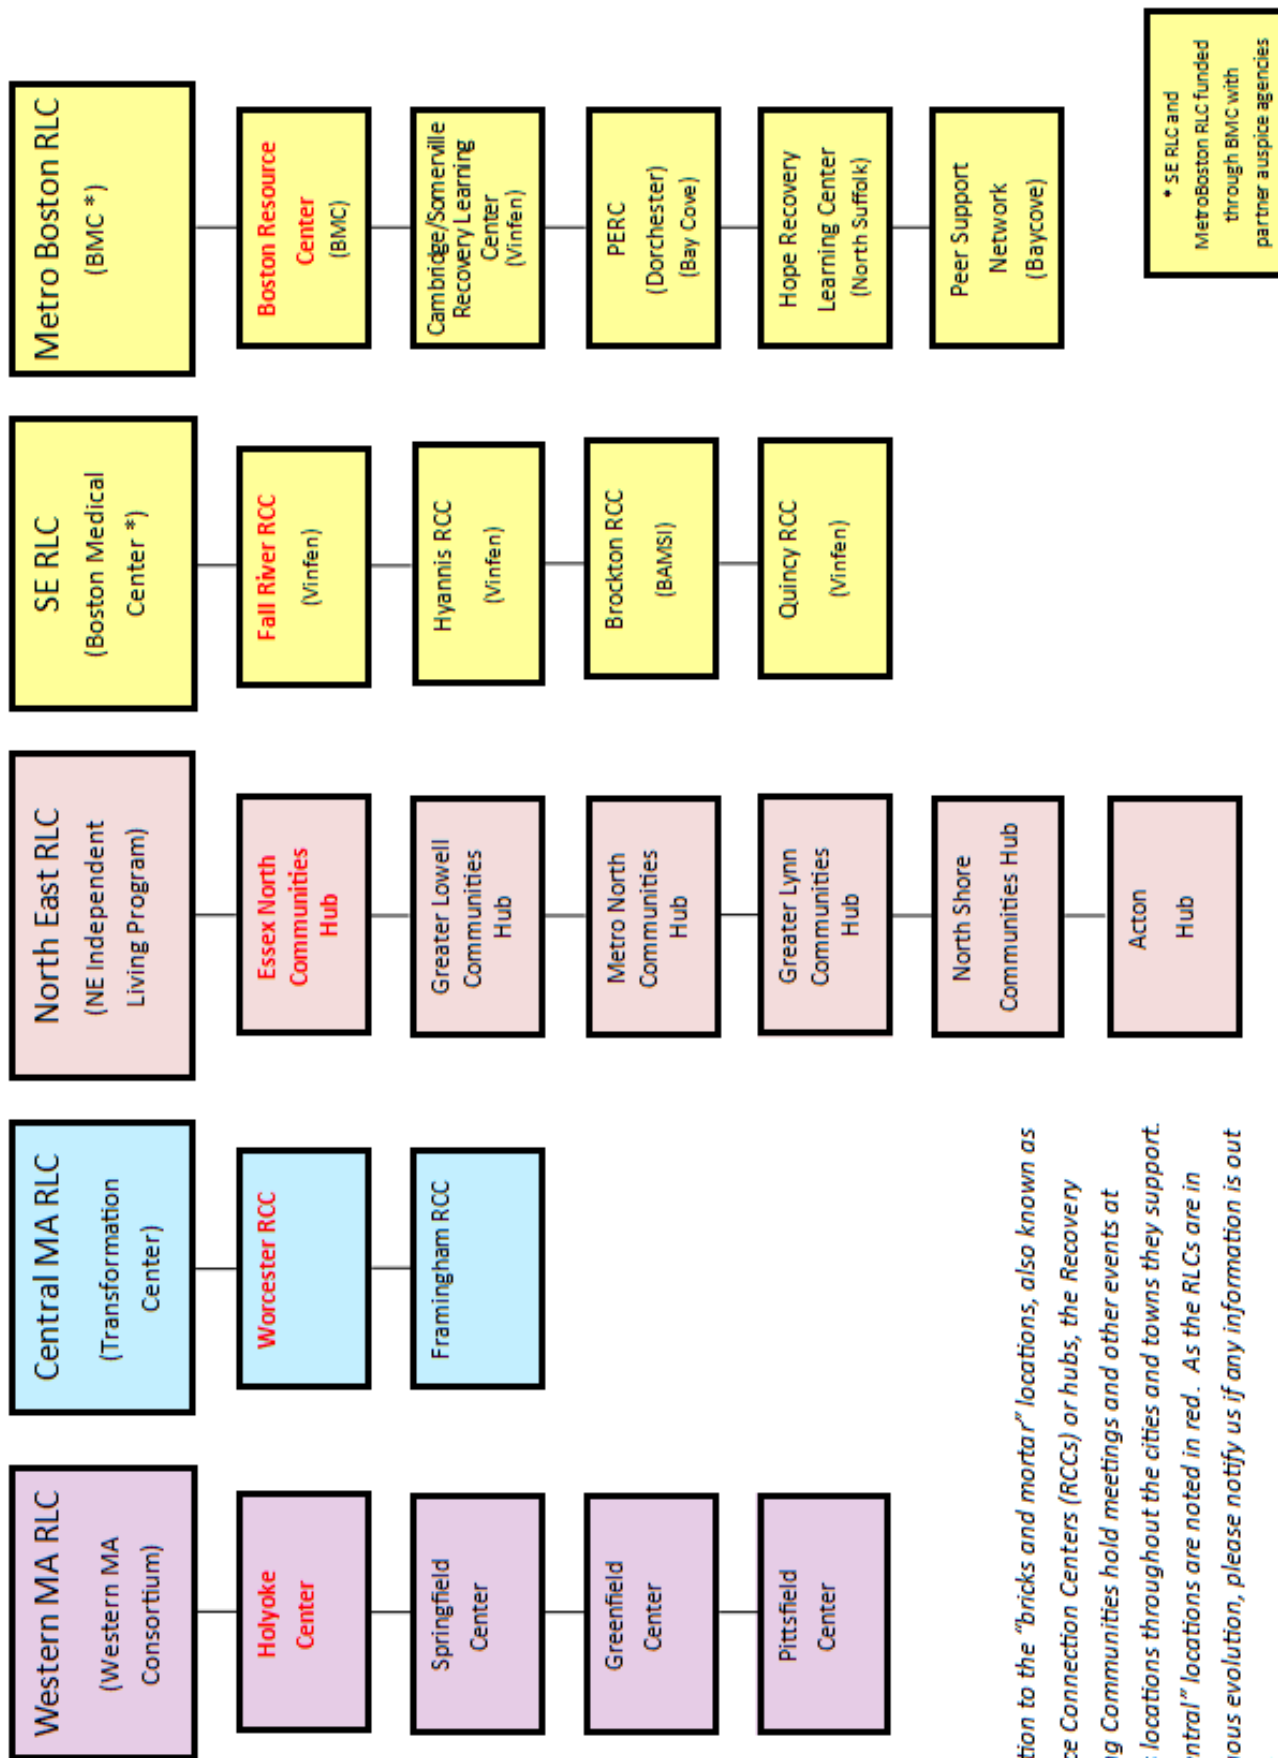 Western MA RLC
(Western MA
Consortium)
Holyoke
Center
Springfield
Center
Greenfield
Center
Pittsfield
Center
Central MA RLC
(Transformation
Center)
Worcester RCC
Framingham RCC
North East RLC
(NE Independent
Living Program)
Essex North
Communities
Hub
Greater Lowell
Communities
Hub
Metro North
Communities
Hub
Greater Lynn
Communities
Hub
North Shore
Communities Hub
Acton
Hub
SE RLC
(Boston Medical
Center *)
Fall River RCC
(Vinfen)
Hyannis RCC
(Vinfen)
Brockton RCC
(BAMSI)
Quincy RCC
(Vinfen)
Metro Boston RLC
(BMC *)
Boston Resource
Center
(BMC)
Cambridge/Somerville
Recovery Learning
Center
(Vinfen)
PERC
(Dorchester)
(Bay Cove)
Hope Recovery
Learning Center
(North Suffolk)
Peer Support
Network
(Baycove)
to the "bricks and mortar" locations, also known as
Connection Centers (RCCs) or hubs, the Recovery
Communities hold meetings and other events at
locations throughout the cities and towns they support.
locations are noted in red. As the RLCs are in
evolution, please notify us if any information is out
* SE RLC and
MetroBoston RLC funded
through BMC with
partner auspice agencies